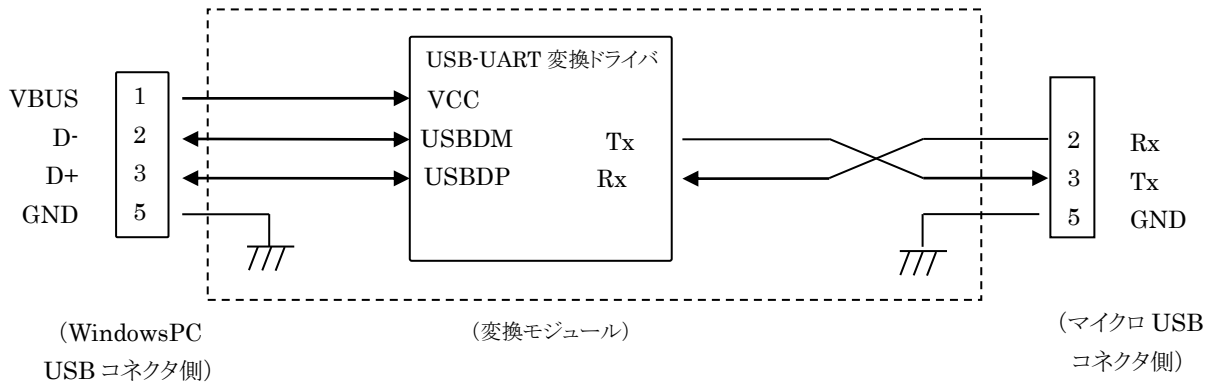 USB-UART 変換ドライバ
VBUS 1 VCC
D- 2 USBDM Tx 2 Rx
D+ 3 USBDP Rx 3 Tx
GND 5 5 GND
（WindowsPC
USB コネクタ側）
（変換モジュール）
（マイクロ USB
コネクタ側）